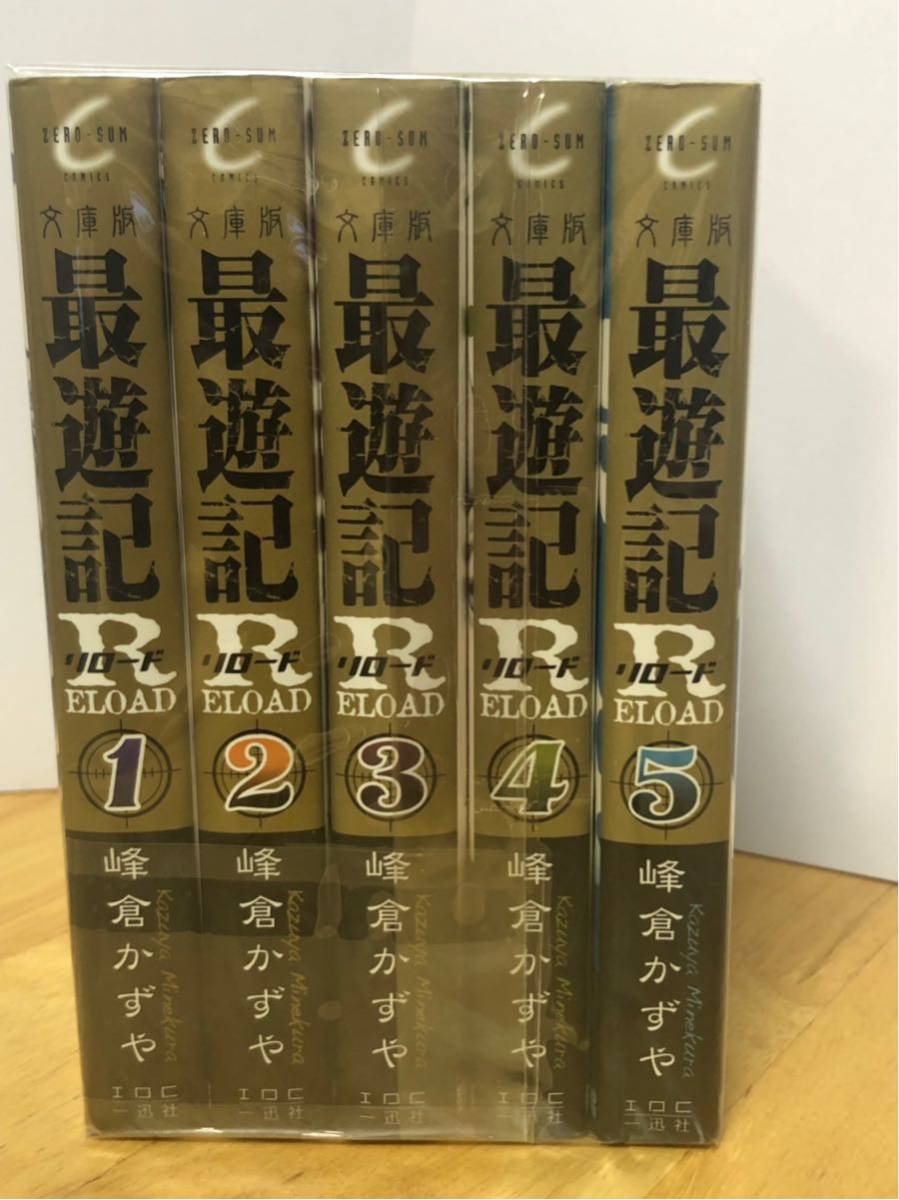 ZERO-SUM
COMICS
文庫版
最遊記
RELOAD
リロード
1
峰倉かずや
Kazuya Minekura
一迅社
ZERO-SUM
COMICS
文庫版
最遊記
RELOAD
リロード
2
峰倉かずや
Kazuya Minekura
一迅社
ZERO-SUM
COMICS
文庫版
最遊記
RELOAD
リロード
3
峰倉かずや
Kazuya Minekura
一迅社
ZERO-SUM
COMICS
文庫版
最遊記
RELOAD
リロード
4
峰倉かずや
Kazuya Minekura
一迅社
ZERO-SUM
COMICS
文庫版
最遊記
RELOAD
リロード
5
峰倉かずや
Kazuya Minekura
一迅社